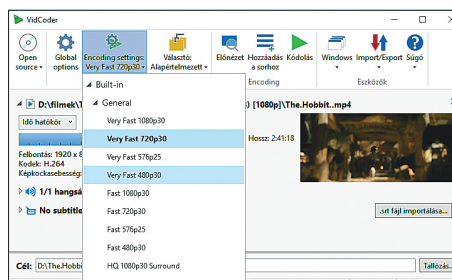 VidCoder
Open source
Global options
Encoding settings: Very Fast 720p30
Választó: Alapértelmezett
Előnézet
Hozzáadás a sorhoz
Kódolás
Windows
Import/Export
Súgó
Encoding
Eszközök
Built-in
General
Very Fast 1080p30
Very Fast 720p30
Very Fast 576p25
Very Fast 480p30
Fast 1080p30
Fast 720p30
Fast 576p25
Fast 480p30
HQ 1080p30 Surround
D:\filmek\
) [1080p]\The.Hobbit..mp4
Idő hatókör
Hossz: 2:41:18
Felbontás: 1920 x 8
Kodek: H.264
Képkockasebesség:
1/1 hangsá
No subtitle
.srt fájl importálása...
Cél: D:\The.Hobbi
Tallózás..